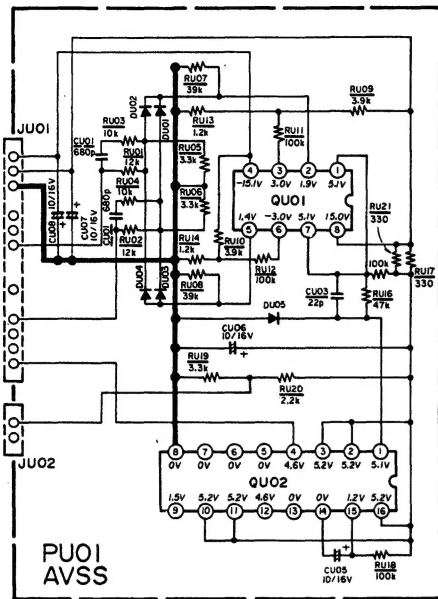 RU07
39k
RU09
3.9k
DU02
DU01
RU13
1.2k
JU01
RU03
10k
CU01
680p
RU11
100k
RU01
12k
RU05
3.3k
RU04
10k
RU06
3.3k
4 3 2 1
-15.1V 3.0V 1.9V 5.1V
QU01
1.4V -3.0V 5.1V 15.0V
5 6 7 8
RU21
330
CU08 10/16V
CU07 10/16V
CU01
680p
RU02
12k
RU14
1.2k
RU10
3.9k
RU12
100k
100k
RU17
330
DU04
DU03
RU08
39k
CU03
22p
RU16
47k
DU05
CU06
10/16V
RU19
3.3k
RU20
2.2k
JU02
8 7 6 5 4 3 2 1
0V 0V 0V 0V 4.6V 5.2V 5.2V 5.1V
QU02
1.5V 5.2V 5.2V 4.6V 0V 0V 1.2V 5.2V
9 10 11 12 13 14 15 16
PU01
AVSS
CU05
10/16V
RU18
100k